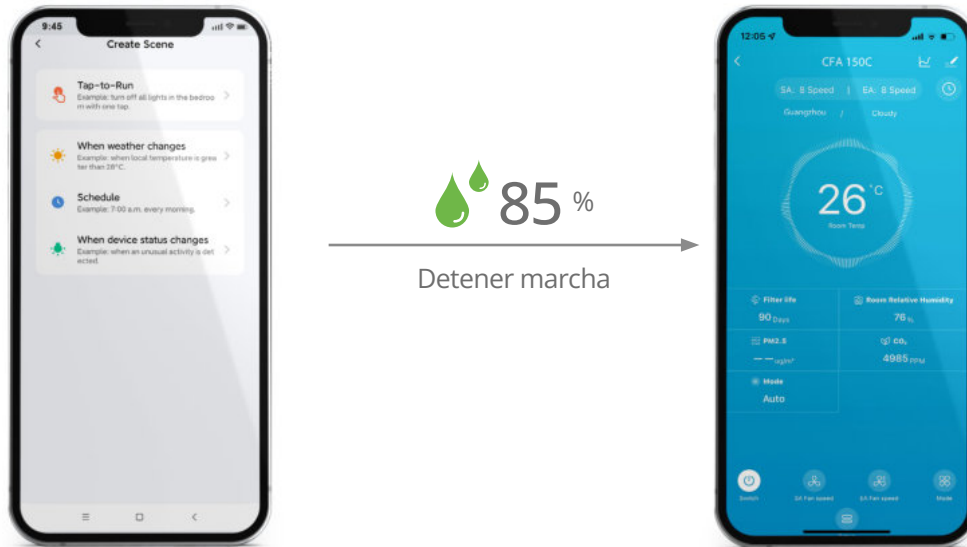 9:45
Create Scene
Tap-to-Run
Example: turn off all lights in the bedroo
m with one tap.
When weather changes
Example: when local temperature is grea
ter than 28°C.
Schedule
Example: 7:00 a.m. every morning.
When device status changes
Example: when an unusual activity is det
ected.
85 %
Detener marcha
12:05
CFA 150C
SA: 8 Speed | EA: 8 Speed
Guangzhou / Cloudy
26 °C
Room Temp
Filter life
90 Days
Room Relative Humidity
76 %
PM2.5
-- ug/m³
CO₂
4985 PPM
Mode
Auto
Switch
SA Fan speed
EA Fan speed
Mode